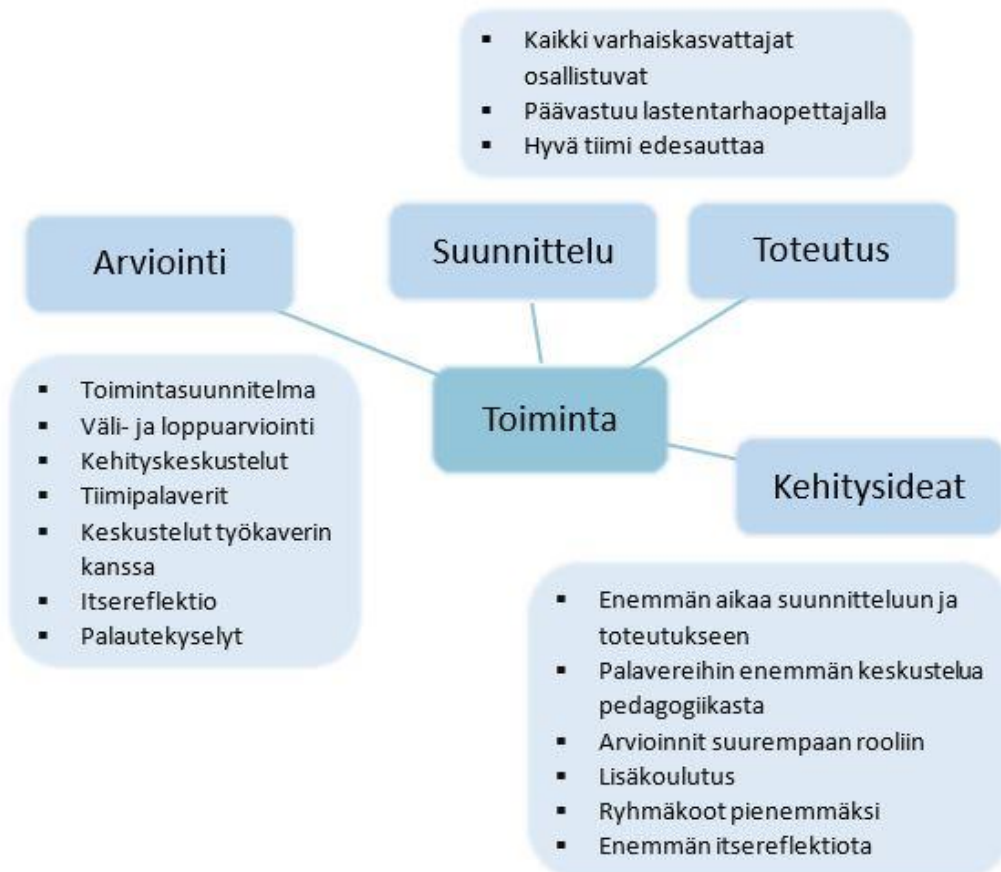 ▪ Kaikki varhaiskasvattajat
osallistuvat
▪ Päävastuu lastentarhaopettajalla
▪ Hyvä tiimi edesauttaa
Arviointi
Suunnittelu
Toteutus
Toiminta
▪ Toimintasuunnitelma
▪ Väli- ja loppuarviointi
▪ Kehityskeskustelut
▪ Tiimipalaverit
▪ Keskustelut työkaverin
kanssa
▪ Itsereflektio
▪ Palautekyselyt
Kehitysideat
▪ Enemmän aikaa suunnitteluun ja
toteutukseen
▪ Palavereihin enemmän keskustelua
pedagogiikasta
▪ Arvioinnit suurempaan rooliin
▪ Lisäkoulutus
▪ Ryhmäkoot pienemmäksi
▪ Enemmän itsereflektiota